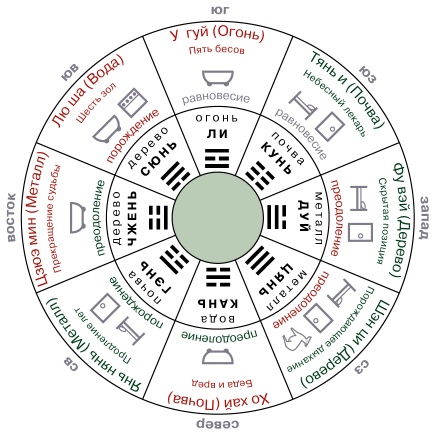 юг
У гуй (Огонь)
Пять бесов
равновесие
огонь
ЛИ
юз
Тянь и (Почва)
Небесный лекарь
равновесие
почва
КУНЬ
запад
Фу вэй (Дерево)
Скрытая позиция
преодоление
металл
ДУЙ
сз
Шэн ци (Дерево)
Порождающее дыхание
преодоление
металл
ЦЯНЬ
север
Хо хай (Почва)
Беда и вред
преодоление
вода
КАНЬ
св
Янь нянь (Металл)
Продление лет
порождение
почва
ГЭНЬ
восток
Цзюэ мин (Металл)
Превращение судьбы
преодоление
дерево
ЧЖЕНЬ
юв
Лю ша (Вода)
Шесть зол
порождение
дерево
СЮНЬ